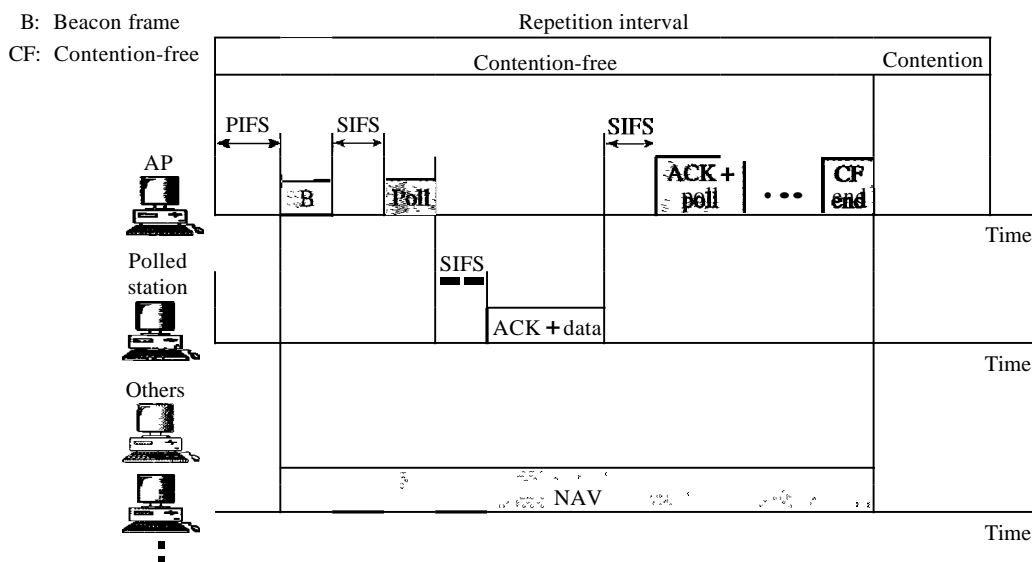 B: Beacon frame
Repetition interval
CF: Contention-free
Contention-free
Contention
PIFS
SIFS
SIFS
AP
B
Poll
ACK + poll
CF end
Time
Polled station
SIFS
ACK + data
Time
Others
NAV
Time